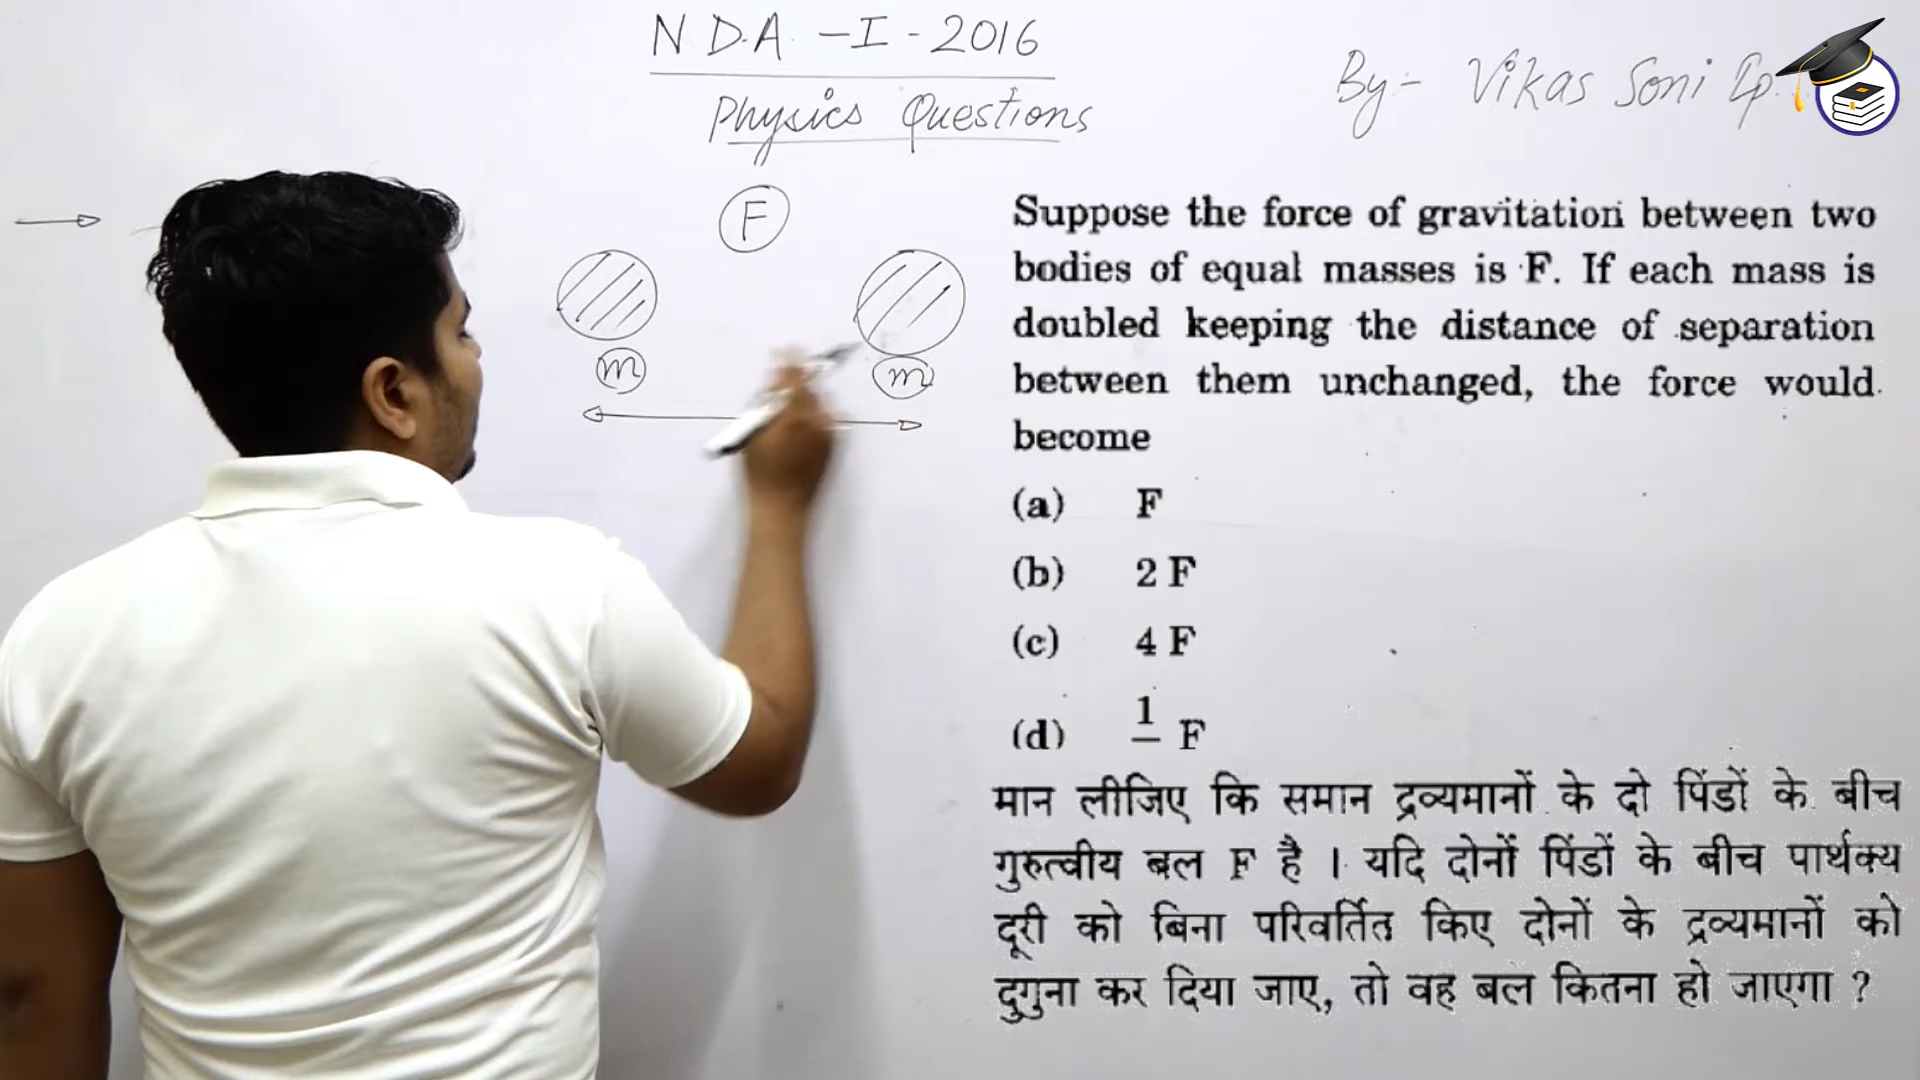 N D.A. - I - 2016
Physics Questions
By:- Vikas Soni
F
m
m
Suppose the force of gravitation between two
bodies of equal masses is F. If each mass is
doubled keeping the distance of separation
between them unchanged, the force would
become
(a) F
(b) 2 F
(c) 4 F
(d) 1 F
मान लीजिए कि समान द्रव्यमानों के दो पिंडों के बीच
गुरुत्वीय बल F है । यदि दोनों पिंडों के बीच पार्थक्य
दूरी को बिना परिवर्तित किए दोनों के द्रव्यमानों को
दुगुना कर दिया जाए, तो वह बल कितना हो जाएगा ?